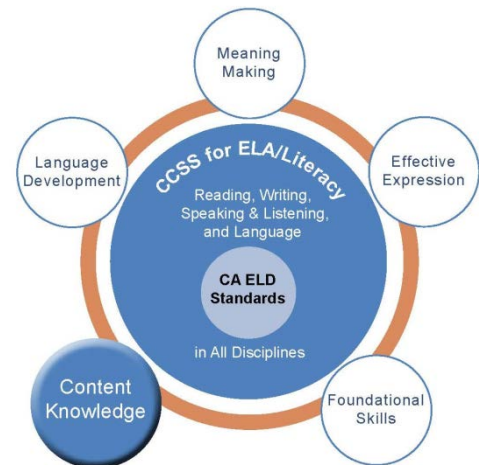 Meaning
Making
Language
Development
Effective
Expression
CCSS for ELA/Literacy
Reading, Writing,
Speaking & Listening,
and Language
CA ELD
Standards
in All Disciplines
Content
Knowledge
Foundational
Skills